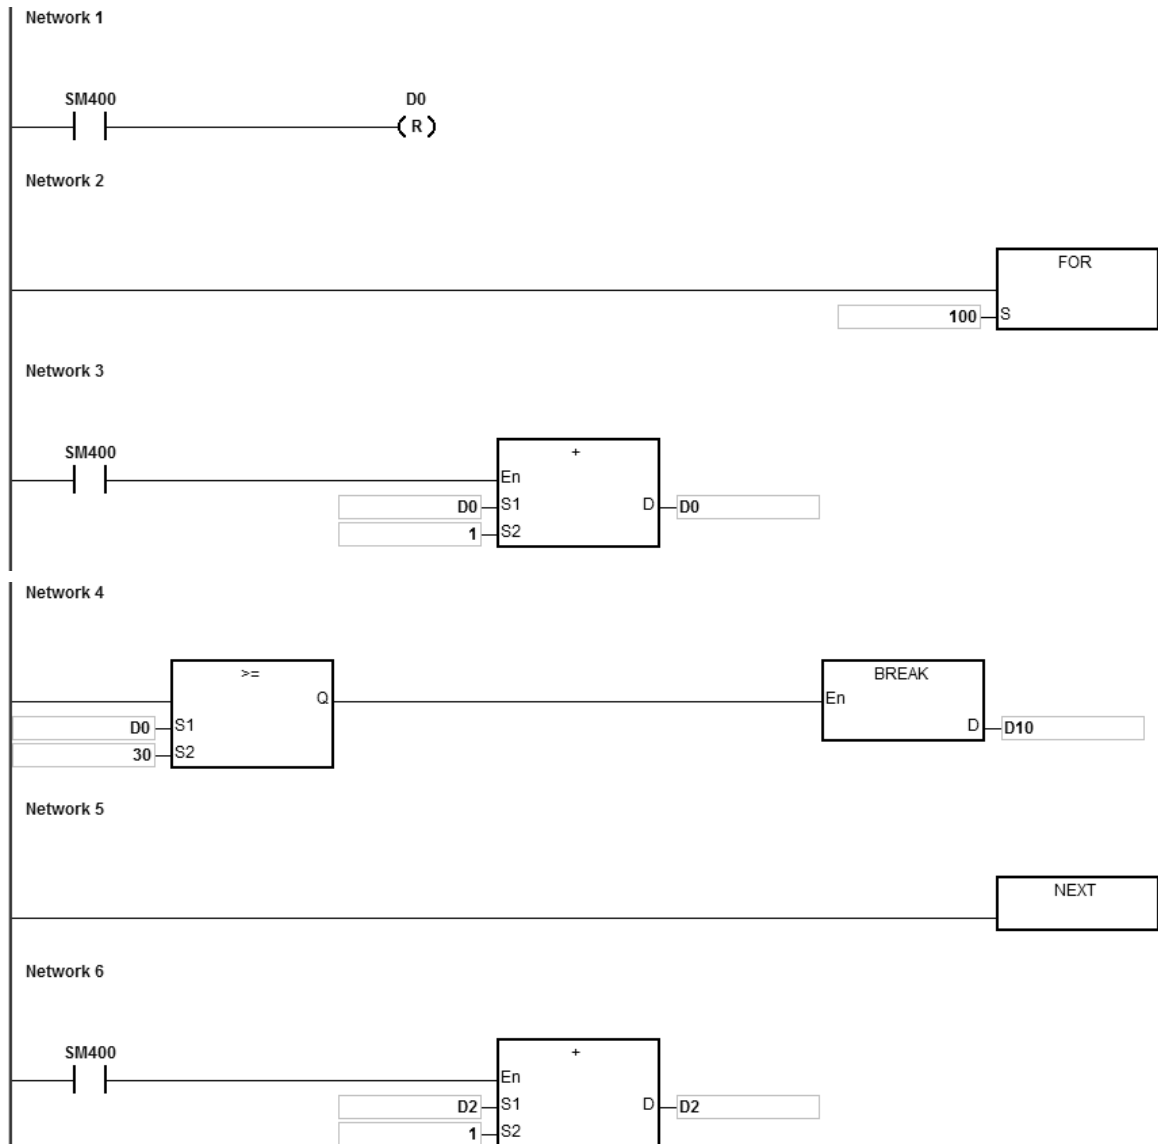 Network 1
SM400 D0
R
Network 2
FOR
100 S
Network 3
SM400
+
En
D0 S1 D D0
1 S2
Network 4
>= BREAK
Q En
D0 S1 D D10
30 S2
Network 5
NEXT
Network 6
SM400
+
En
D2 S1 D D2
1 S2